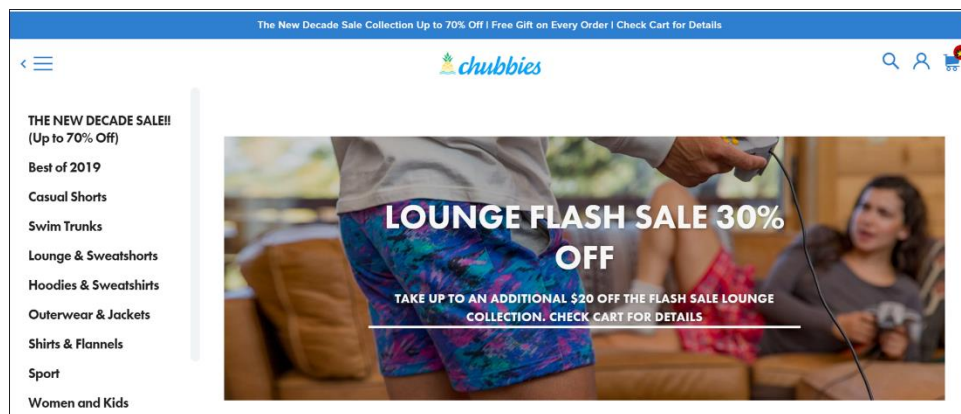 The New Decade Sale Collection Up to 70% Off | Free Gift on Every Order | Check Cart for Details
chubbies
THE NEW DECADE SALE!!
(Up to 70% Off)
Best of 2019
Casual Shorts
Swim Trunks
Lounge & Sweatshorts
Hoodies & Sweatshirts
Outerwear & Jackets
Shirts & Flannels
Sport
Women and Kids
LOUNGE FLASH SALE 30%
OFF
TAKE UP TO AN ADDITIONAL $20 OFF THE FLASH SALE LOUNGE
COLLECTION. CHECK CART FOR DETAILS